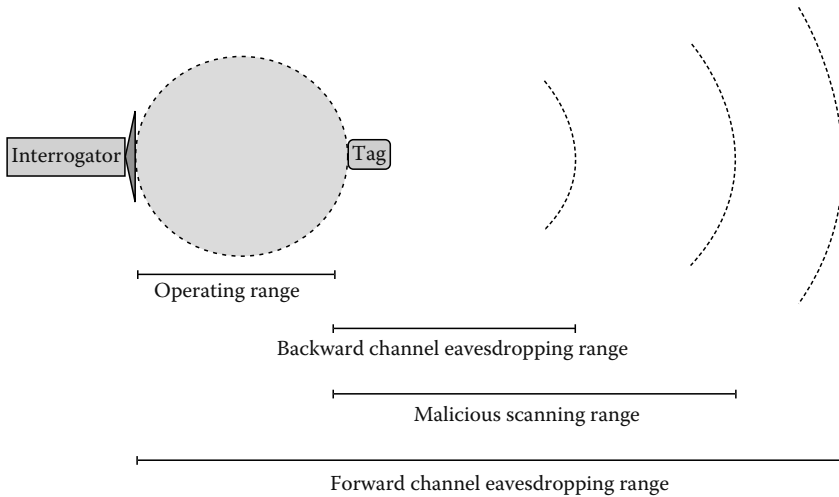 Interrogator
Tag
Operating range
Backward channel eavesdropping range
Malicious scanning range
Forward channel eavesdropping range